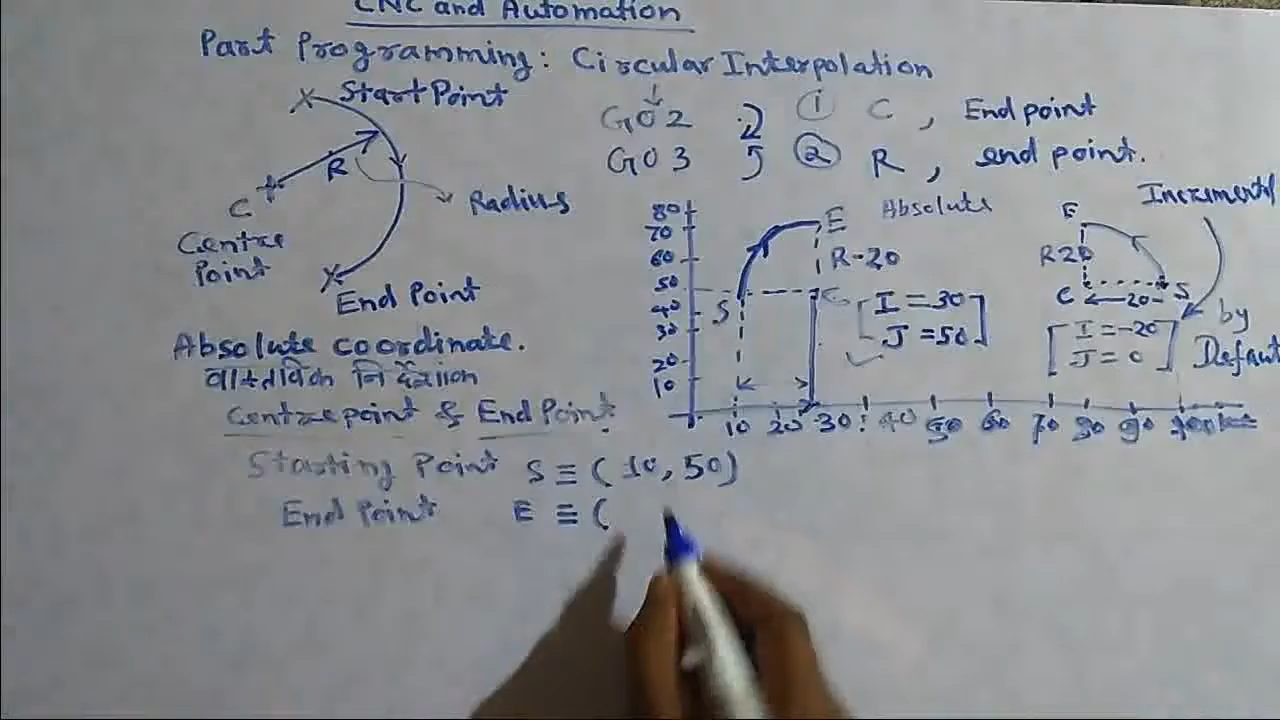 CNC and Automation
Part Programming: Circular Interpolation
Start Point
R
C
Centre
Point
Radius
End Point
G02 ① C, End point
G03 ② R, end point.
80
70
60
50
40
30
20
10
E Absolute
R-20
S
C
I = 30
J = 50
10 20 30 40 50 60 70 80 90 100
Incremental
E
R20
C 20 S
I = -20
J = 0
by
Default
Absolute coordinate.
Centre point & End Point
Starting Point S ≡ (10, 50)
End Point E ≡ (